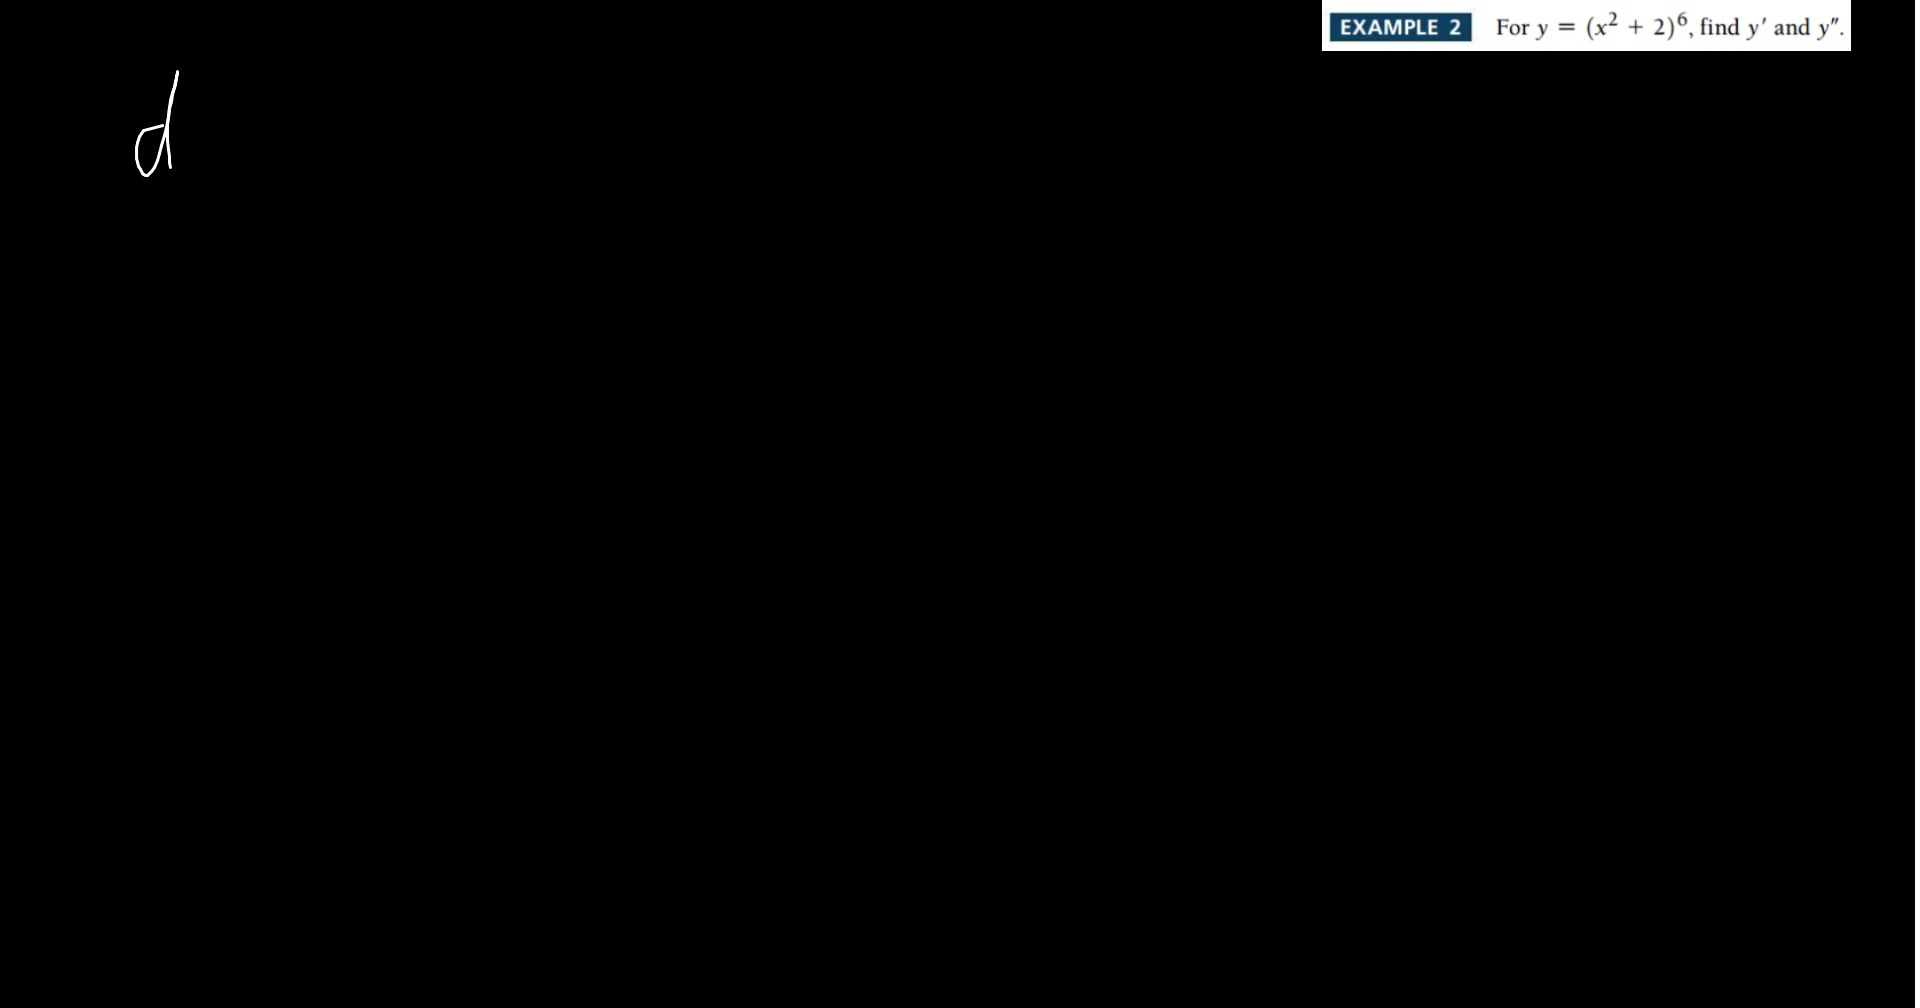 EXAMPLE 2 For y = (x² + 2)⁶, find y′ and y″.
d